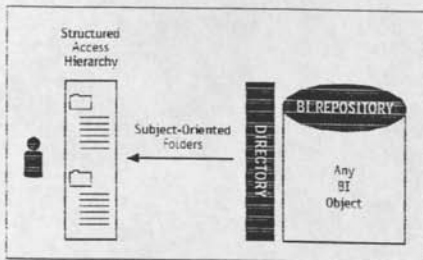 Structured
Access
Hierarchy
Subject-Oriented
Folders
DIRECTORY
BI REPOSITORY
Any
BI
Object